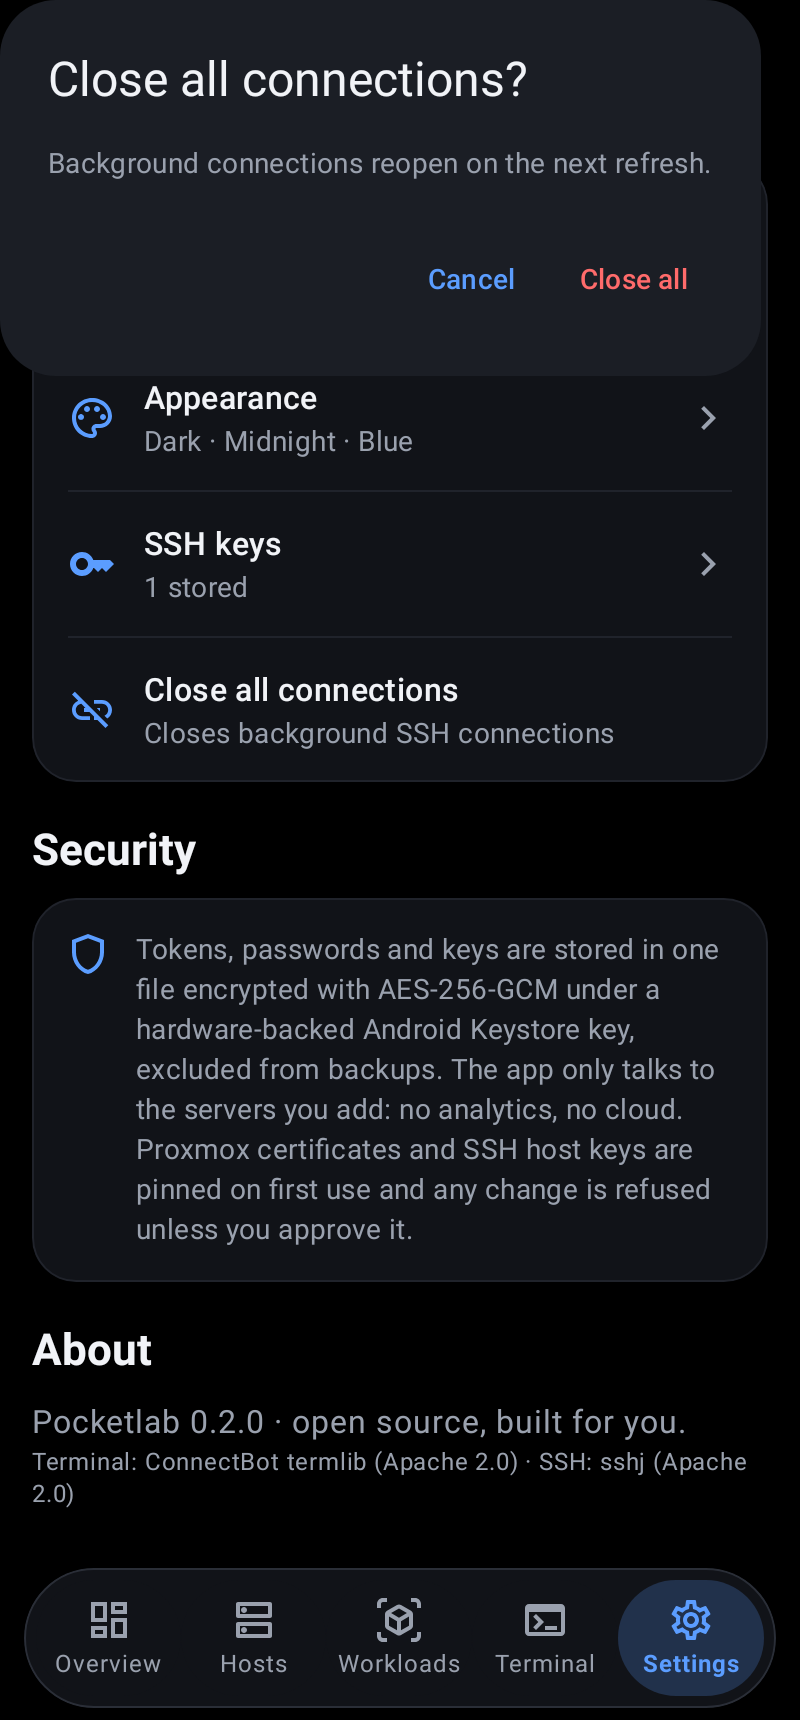 Close all connections?
Background connections reopen on the next refresh.
Cancel
Close all
Appearance
Dark · Midnight · Blue
SSH keys
1 stored
Close all connections
Closes background SSH connections
Security
Tokens, passwords and keys are stored in one
file encrypted with AES-256-GCM under a
hardware-backed Android Keystore key,
excluded from backups. The app only talks to
the servers you add: no analytics, no cloud.
Proxmox certificates and SSH host keys are
pinned on first use and any change is refused
unless you approve it.
About
Pocketlab 0.2.0 · open source, built for you.
Terminal: ConnectBot termlib (Apache 2.0) · SSH: sshj (Apache
2.0)
Overview
Hosts
Workloads
Terminal
Settings